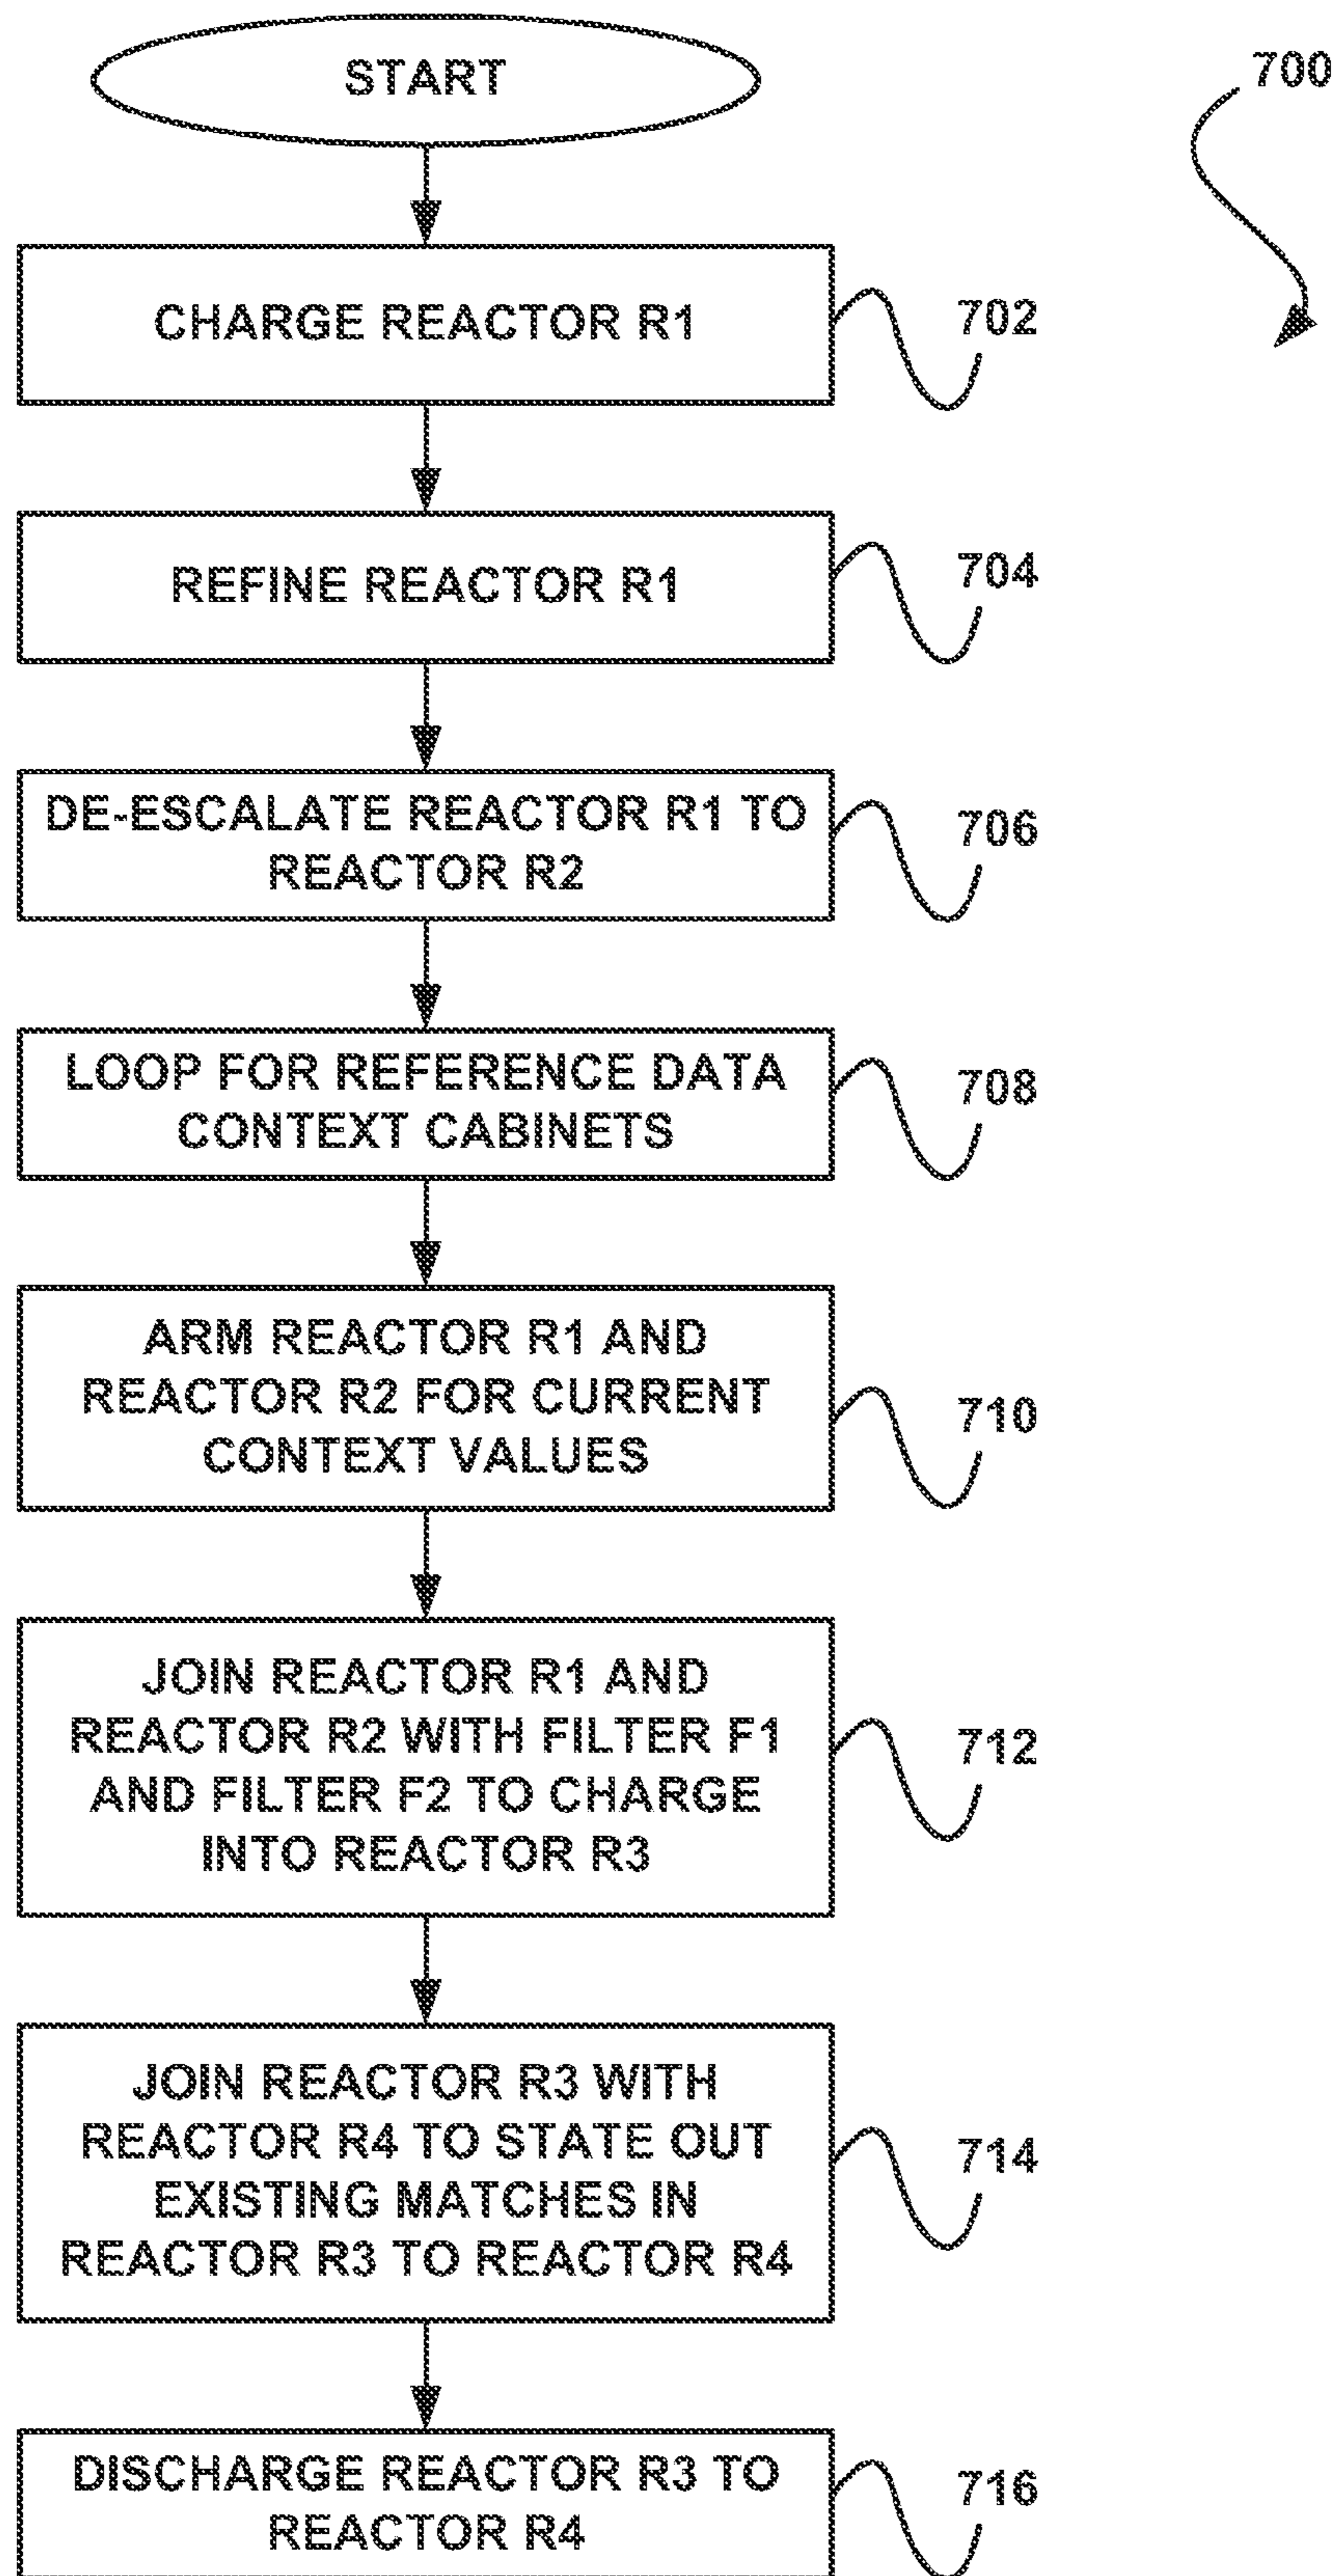 START
700
CHARGE REACTOR R1
702
REFINE REACTOR R1
704
DE-ESCALATE REACTOR R1 TO
REACTOR R2
706
LOOP FOR REFERENCE DATA
CONTEXT CABINETS
708
ARM REACTOR R1 AND
REACTOR R2 FOR CURRENT
CONTEXT VALUES
710
JOIN REACTOR R1 AND
REACTOR R2 WITH FILTER F1
AND FILTER F2 TO CHARGE
INTO REACTOR R3
712
JOIN REACTOR R3 WITH
REACTOR R4 TO STATE OUT
EXISTING MATCHES IN
REACTOR R3 TO REACTOR R4
714
DISCHARGE REACTOR R3 TO
REACTOR R4
716